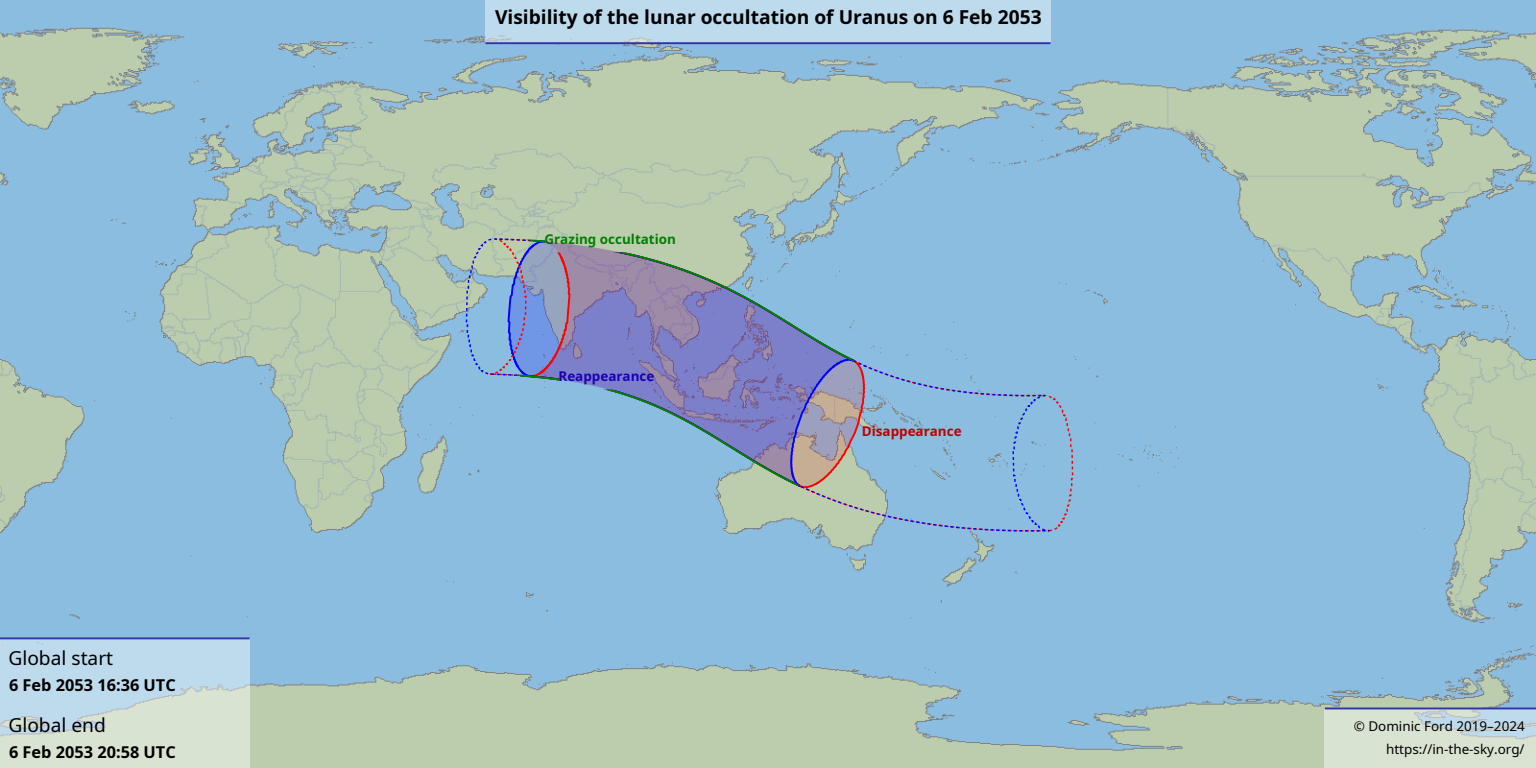 Visibility of the lunar occultation of Uranus on 6 Feb 2053
Grazing occultation
Reappearance
Disappearance
Global start
6 Feb 2053 16:36 UTC
Global end
6 Feb 2053 20:58 UTC
© Dominic Ford 2019–2024
https://in-the-sky.org/